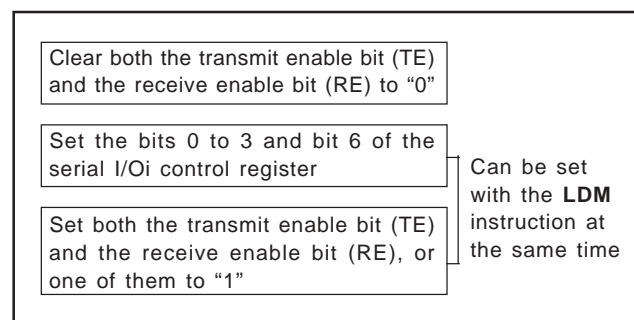 Clear both the transmit enable bit (TE)
and the receive enable bit (RE) to “0”
Set the bits 0 to 3 and bit 6 of the
serial I/Oi control register
Set both the transmit enable bit (TE)
and the receive enable bit (RE), or
one of them to “1”
Can be set
with the LDM
instruction at
the same time